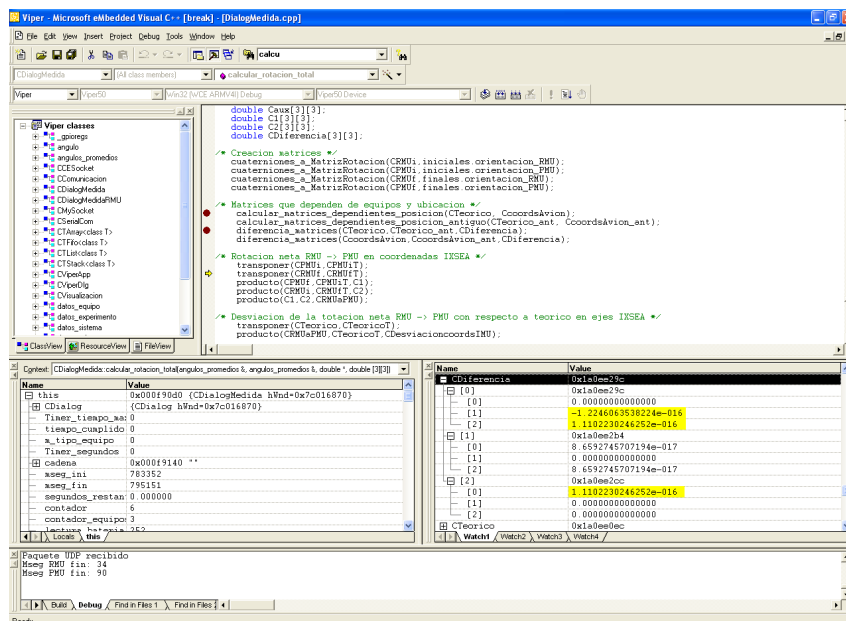 Viper - Microsoft eMbedded Visual C++ [break] - [DialogMedida.cpp]
File Edit View Insert Project Debug Tools Window Help
calcu
CDialogMedida (All class members) calcular_rotacion_total
Viper Viper50 Win32 (WCE ARMV4I) Debug Viper50 Device
Viper classes
_gpioregs
angulo
angulos_promedios
CCESocket
CComunicacion
CDialogMedida
CDialogMedidaRMU
CMySocket
CSerialCom
CTArray<class T>
CTFifo<class T>
CTList<class T>
CTStack<class T>
CViperApp
CViperDlg
CVisualizacion
datos_equipo
datos_experimento
datos_sistema
ClassView ResourceView FileView
double Caux[3][3];
double C1[3][3];
double C2[3][3];
double CDiferencia[3][3];
/* Creacion matrices */
cuaterniones_a_MatrizRotacion(CRMUi,iniciales.orientacion_RMU);
cuaterniones_a_MatrizRotacion(CPMUi,iniciales.orientacion_PMU);
cuaterniones_a_MatrizRotacion(CRMUf,finales.orientacion_RMU);
cuaterniones_a_MatrizRotacion(CPMUf,finales.orientacion_PMU);
/* Matrices que dependen de equipos y ubicacion */
calcular_matrices_dependientes_posicion(CTeorico, CcoordsAvion);
calcular_matrices_dependientes_posicion_antiguo(CTeorico_ant, CcoordsAvion_ant);
diferencia_matrices(CTeorico,CTeorico_ant,CDiferencia);
diferencia_matrices(CcoordsAvion,CcoordsAvion_ant,CDiferencia);
/* Rotacion neta RMU -> PMU en coordenadas IXSEA */
transponer(CPMUi,CPMUiT);
transponer(CRMUf,CRMUfT);
producto(CPMUf,CPMUiT,C1);
producto(CRMUi,CRMUfT,C2);
producto(C1,C2,CRMUaPMU);
/* Desviacion de la totacion neta RMU -> PMU con respecto a teorico en ejes IXSEA */
transponer(CTeorico,CTeoricoT);
producto(CRMUaPMU,CTeoricoT,CDesviacioncoordsIMU);
Context: CDialogMedida::calcular_rotacion_total(angulos_promedios &, angulos_promedios &, double *, double [3][3])
Name Value
this 0x000f90d0 {CDialogMedida hWnd=0x7c016870}
CDialog {CDialog hWnd=0x7c016870}
Timer_tiempo_ma: 0
tiempo_cumplido 0
m_tipo_equipo 0
Timer_segundos 0
cadena 0x000f9140 ""
mseg_ini 783352
mseg_fin 795151
segundos_restan 0.000000
contador 6
contador_equipo 3
lectura_bateria 252
Locals this
Name Value
CDiferencia 0x1a0ee29c
[0] 0x1a0ee29c
[0] 0.00000000000000
[1] -1.2246063538224e-016
[2] 1.1102230246252e-016
[1] 0x1a0ee2b4
[0] 8.6592745707194e-017
[1] 0.00000000000000
[2] 8.6592745707194e-017
[2] 0x1a0ee2cc
[0] 1.1102230246252e-016
[1] 0.00000000000000
[2] 0.00000000000000
CTeorico 0x1a0ee0ec
Watch1 Watch2 Watch3 Watch4
Paquete UDP recibido
Mseg RMU fin: 34
Mseg PMU fin: 90
Build Debug Find in Files 1 Find in Files 2
Ready